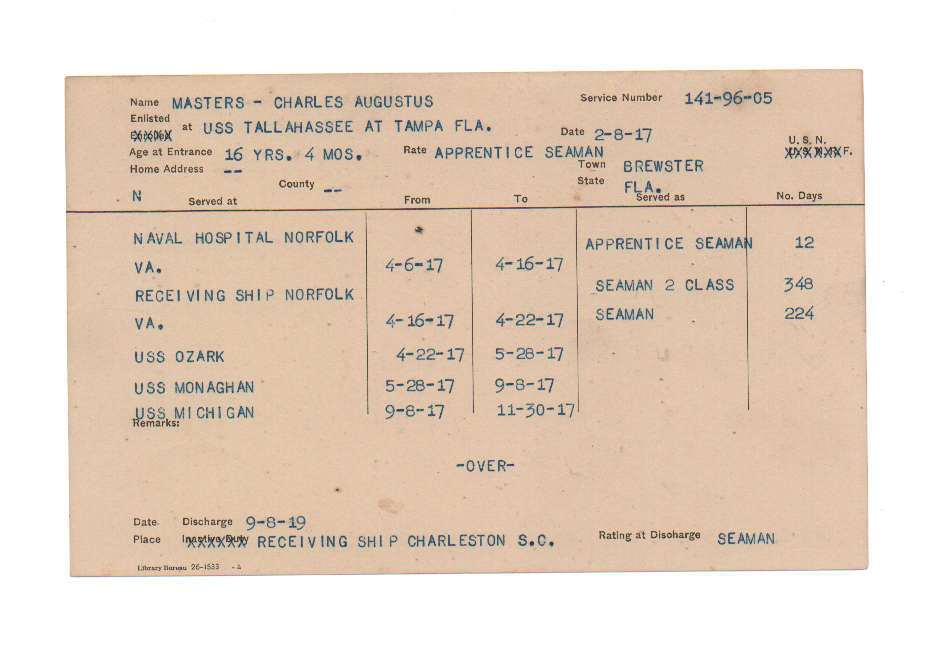 Name MASTERS - CHARLES AUGUSTUS Service Number 141-96-05
Enlisted at USS TALLAHASSEE AT TAMPA FLA. Date 2-8-17 U. S. N.
Age at Entrance 16 YRS. 4 MOS. Rate APPRENTICE SEAMAN
Home Address -- Town BREWSTER
County -- State FLA.
N Served at From To Served as No. Days
NAVAL HOSPITAL NORFOLK APPRENTICE SEAMAN 12
VA. 4-6-17 4-16-17
RECEIVING SHIP NORFOLK SEAMAN 2 CLASS 348
VA. 4-16-17 4-22-17 SEAMAN 224
USS OZARK 4-22-17 5-28-17
USS MONAGHAN 5-28-17 9-8-17
USS MICHIGAN 9-8-17 11-30-17
Remarks:
-OVER-
Date Discharge 9-8-19
Place Inactive Duty RECEIVING SHIP CHARLESTON S.C. Rating at Discharge SEAMAN
Library Bureau 26-1533